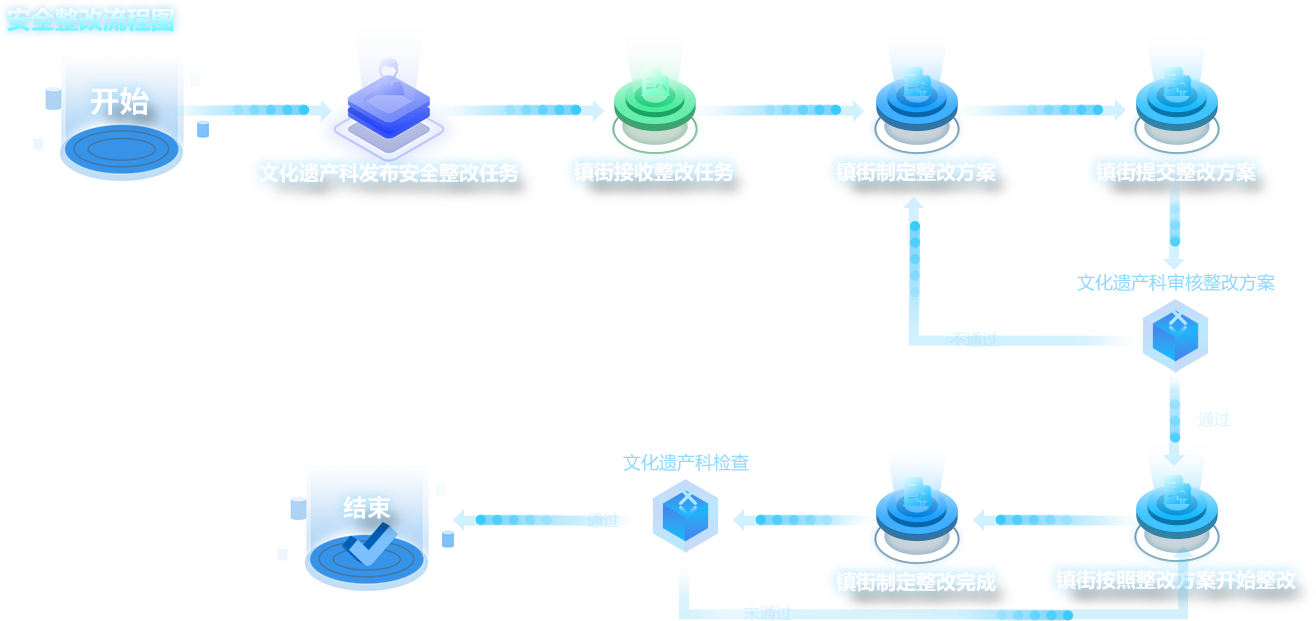 安全整改流程图
开始
文化遗产科发布安全整改任务
镇街接收整改任务
镇街制定整改方案
镇街提交整改方案
文化遗产科审核整改方案
不通过
通过
文化遗产科检查
结束
通过
镇街制定整改完成
镇街按照整改方案开始整改
未通过